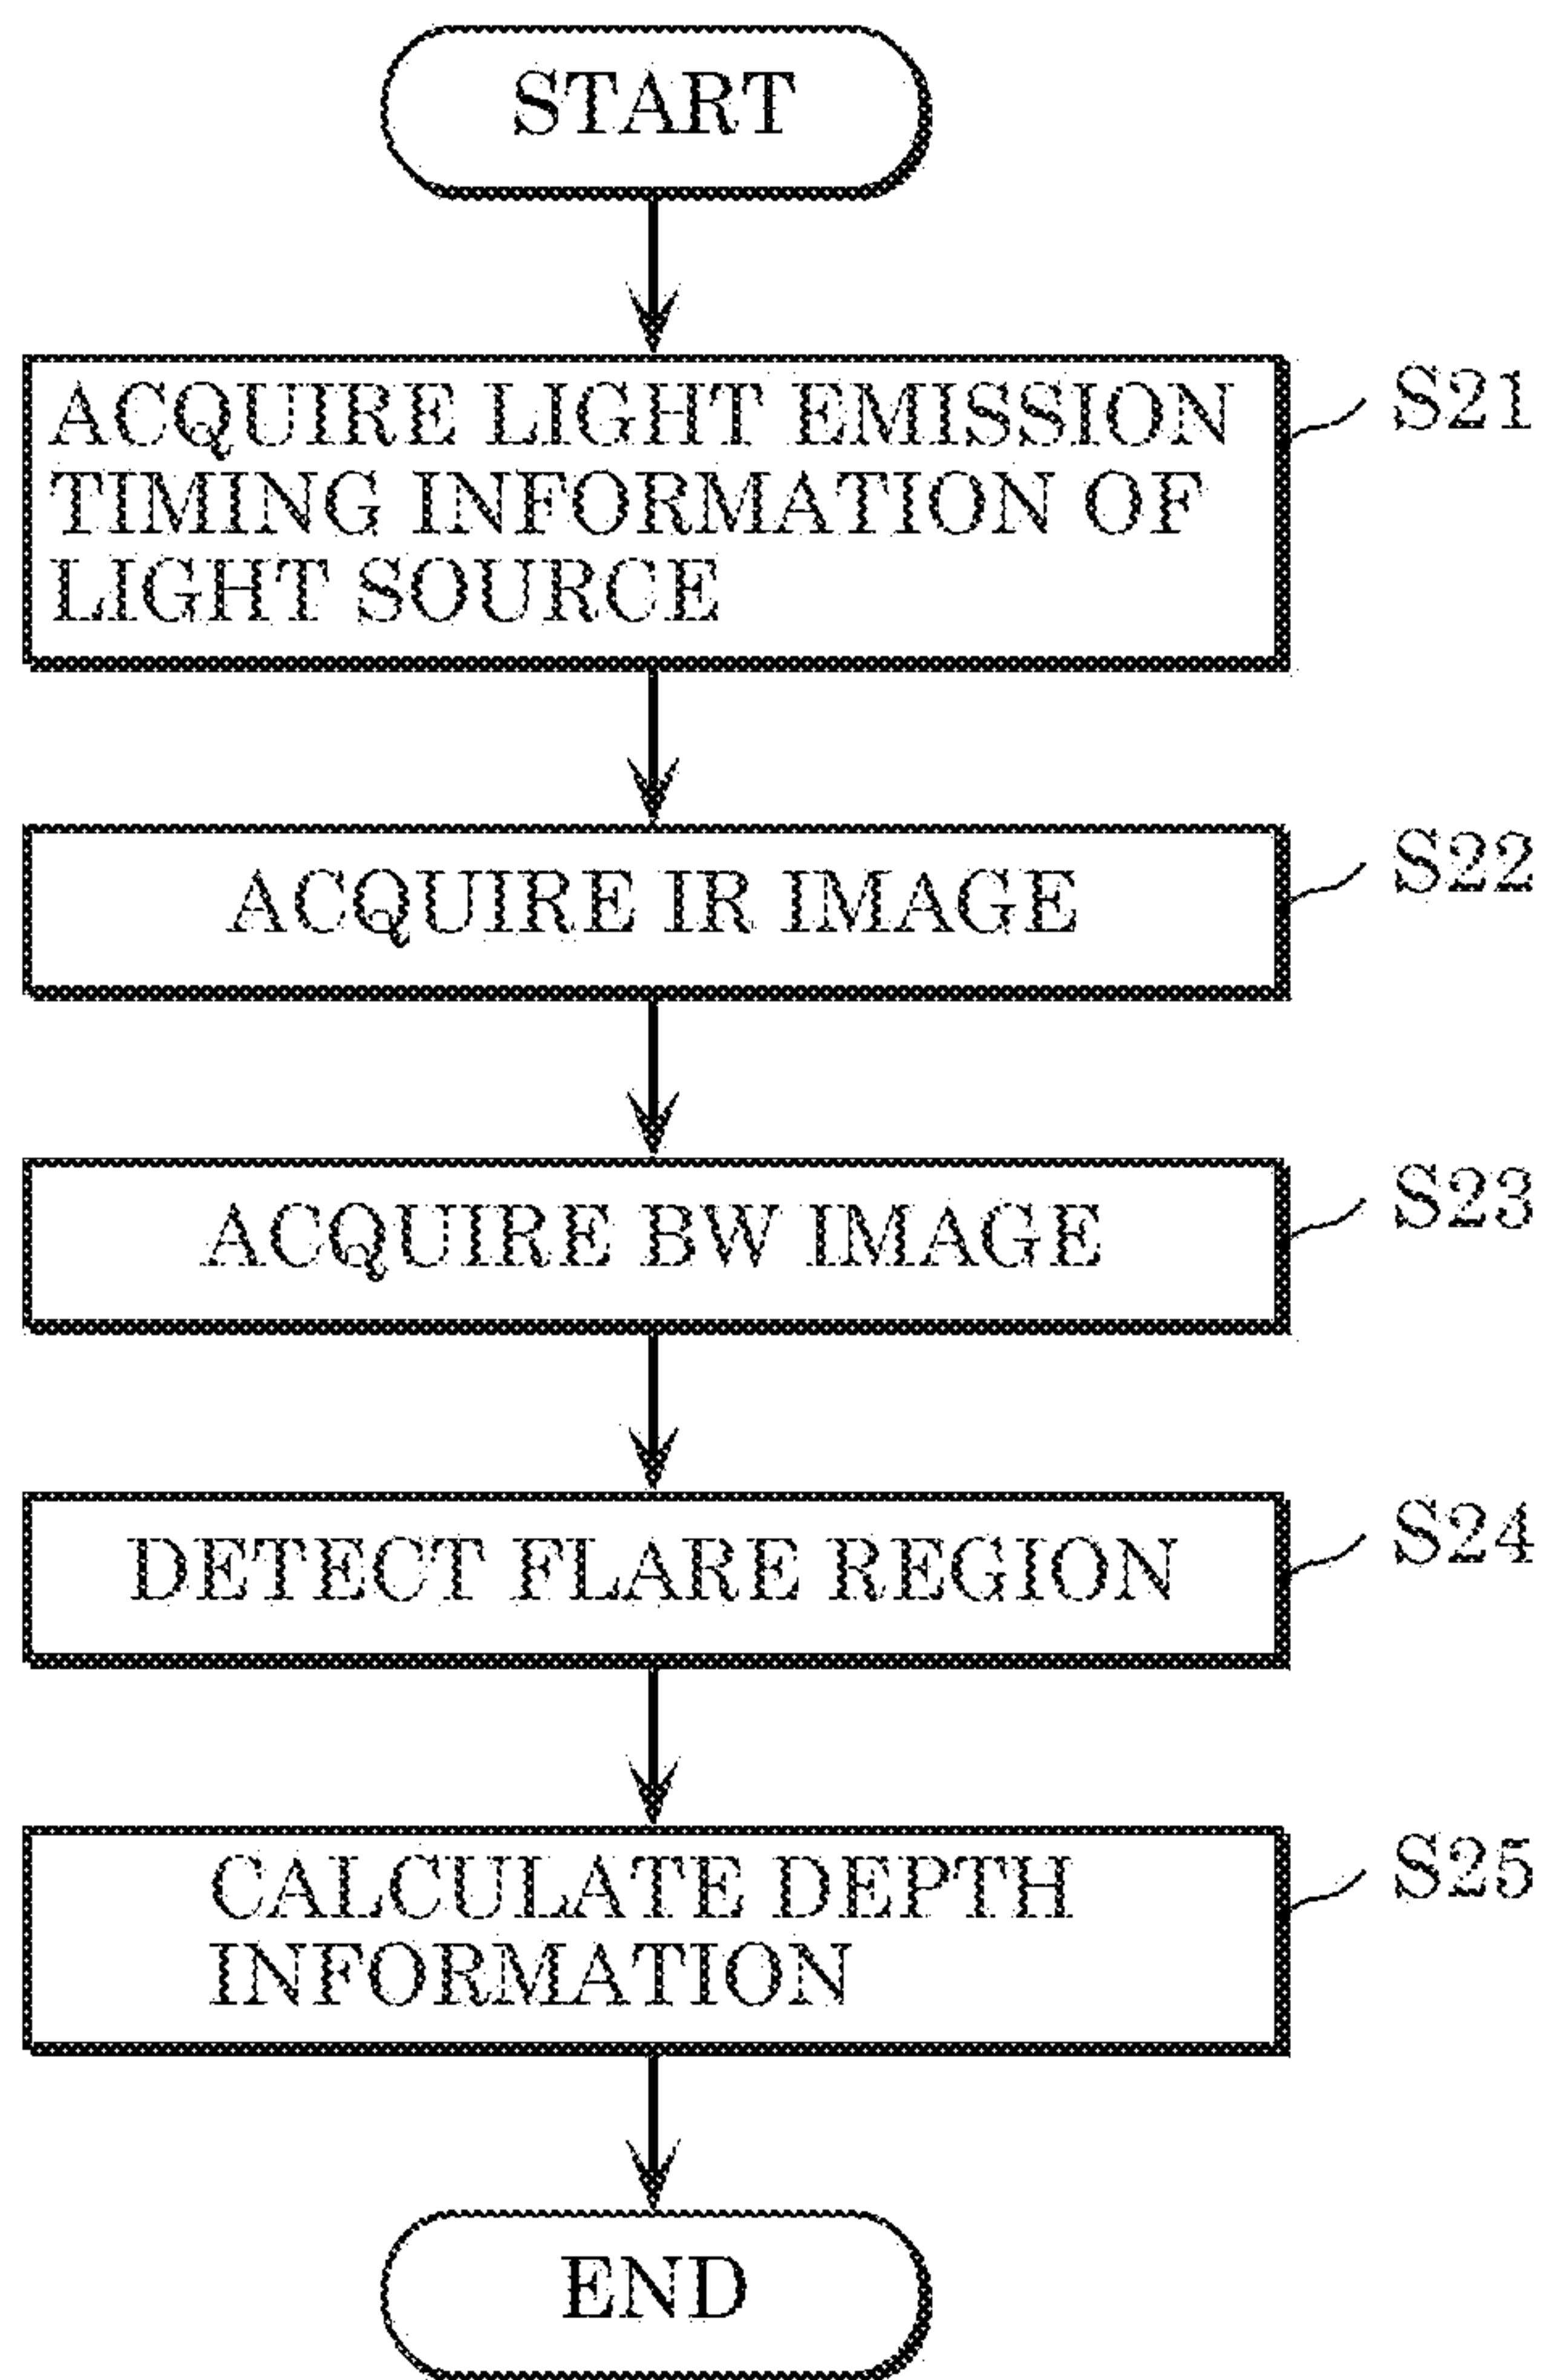 START
ACQUIRE LIGHT EMISSION
TIMING INFORMATION OF
LIGHT SOURCE
S21
ACQUIRE IR IMAGE
S22
ACQUIRE BW IMAGE
S23
DETECT FLARE REGION
S24
CALCULATE DEPTH
INFORMATION
S25
END